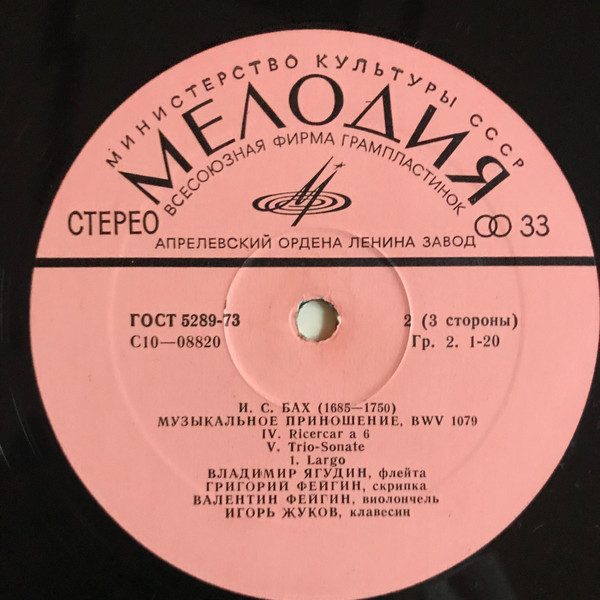 МИНИСТЕРСТВО КУЛЬТУРЫ СССР
МЕЛОДИЯ
ВСЕСОЮЗНАЯ ФИРМА ГРАМПЛАСТИНОК
СТЕРЕО
33
АПРЕЛЕВСКИЙ ОРДЕНА ЛЕНИНА ЗАВОД
ГОСТ 5289-73 2 (3 стороны)
С10—08820 Гр. 2. 1-20
И. С. БАХ (1685—1750)
МУЗЫКАЛЬНОЕ ПРИНОШЕНИЕ, BWV 1079
IV. Ricercar a 6
V. Trio-Sonate
1. Largo
ВЛАДИМИР ЯГУДИН, флейта
ГРИГОРИЙ ФЕЙГИН, скрипка
ВАЛЕНТИН ФЕЙГИН, виолончель
ИГОРЬ ЖУКОВ, клавесин